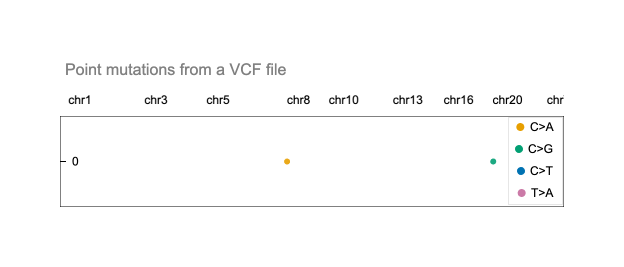 Point mutations from a VCF file
chr1 chr3 chr5 chr8 chr10 chr13 chr16 chr20 chr
0
C>A
C>G
C>T
T>A